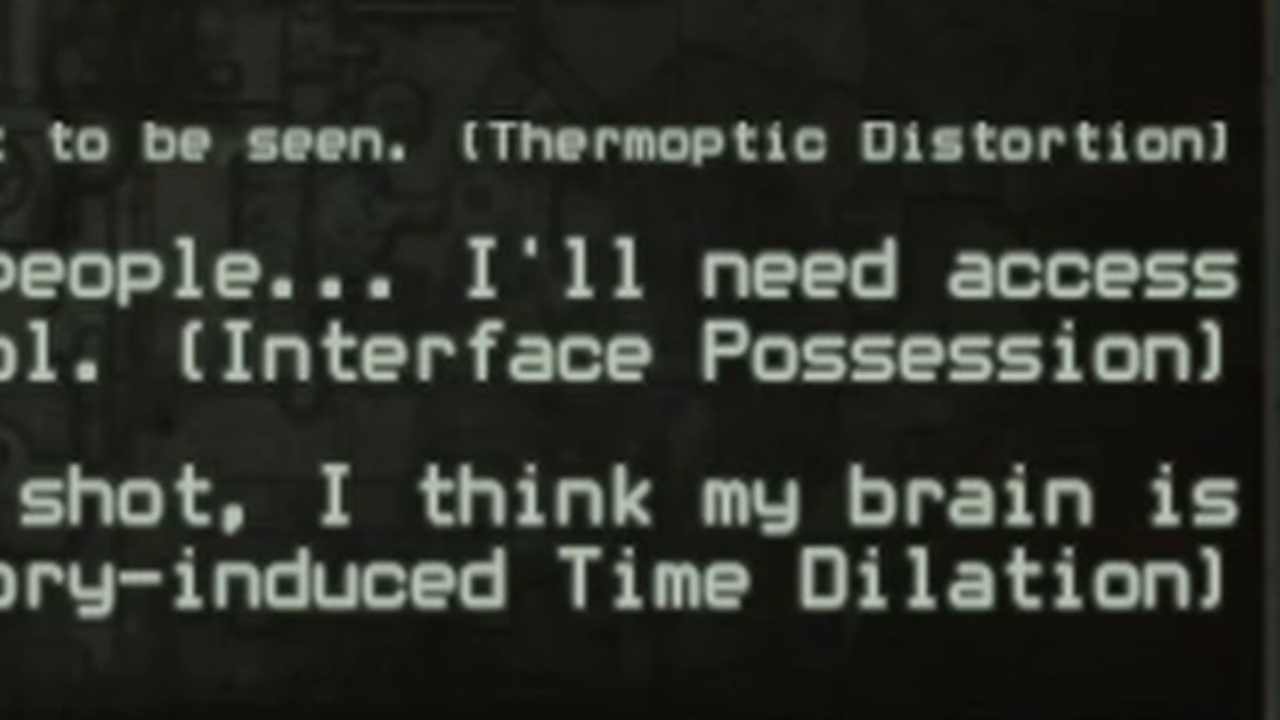 to be seen. (Thermoptic Distortion)
people... I'll need access
ol. (Interface Possession)
shot, I think my brain is
ory-induced Time Dilation)